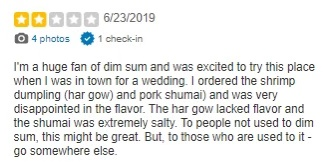 6/23/2019
4 photos 1 check-in
I'm a huge fan of dim sum and was excited to try this place
when I was in town for a wedding. I ordered the shrimp
dumpling (har gow) and pork shumai) and was very
disappointed in the flavor. The har gow lacked flavor and
the shumai was extremely salty. To people not used to dim
sum, this might be great. But, to those who are used to it -
go somewhere else.